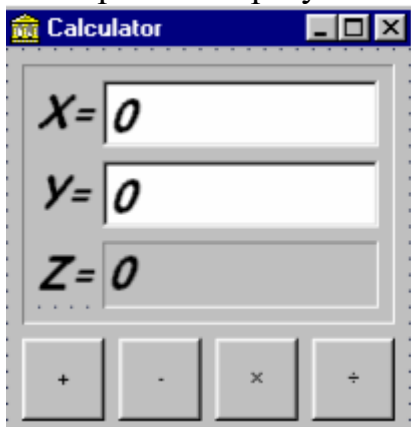 Calculator
X= 0
Y= 0
Z= 0
+ - × ÷